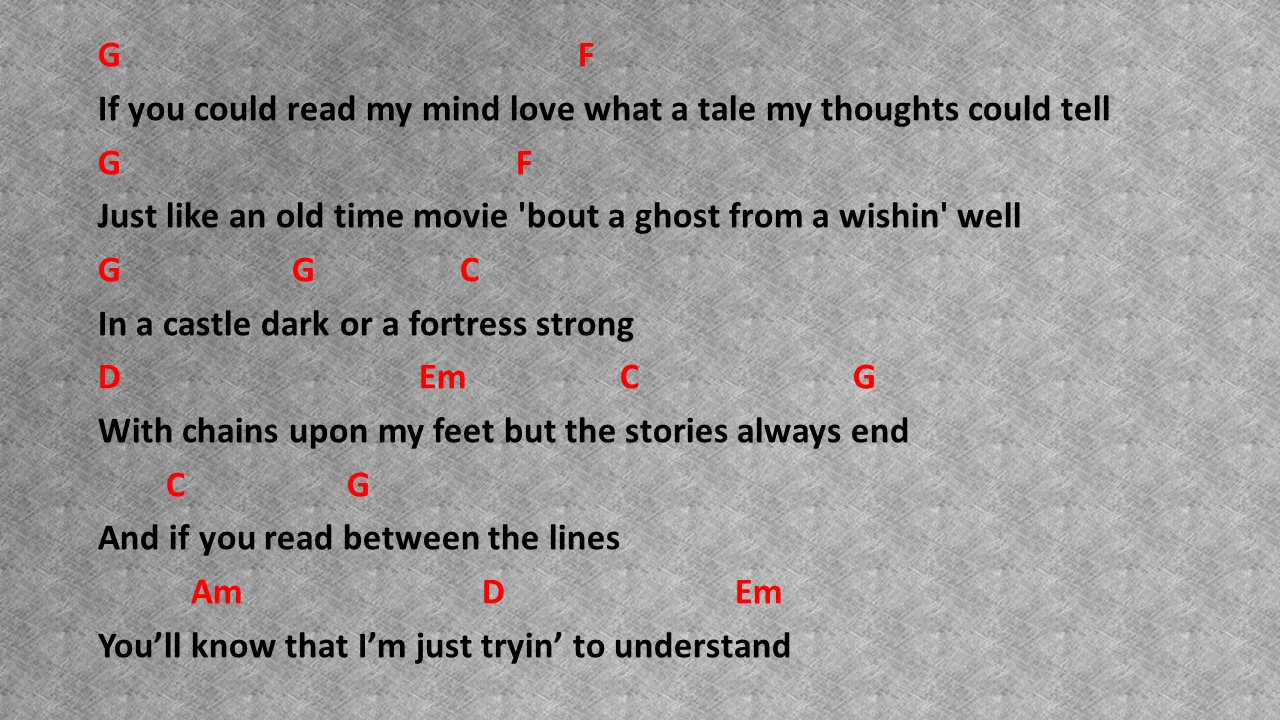 G F
If you could read my mind love what a tale my thoughts could tell
G F
Just like an old time movie 'bout a ghost from a wishin' well
G G C
In a castle dark or a fortress strong
D Em C G
With chains upon my feet but the stories always end
C G
And if you read between the lines
Am D Em
You’ll know that I’m just tryin’ to understand